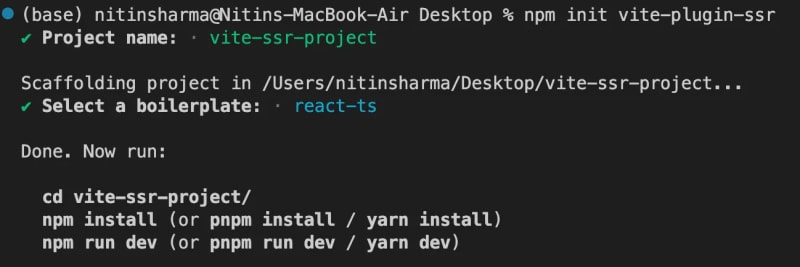 (base) nitinsharma@Nitins-MacBook-Air Desktop % npm init vite-plugin-ssr
✔ Project name: · vite-ssr-project
Scaffolding project in /Users/nitinsharma/Desktop/vite-ssr-project...
✔ Select a boilerplate: · react-ts
Done. Now run:
cd vite-ssr-project/
npm install (or pnpm install / yarn install)
npm run dev (or pnpm run dev / yarn dev)